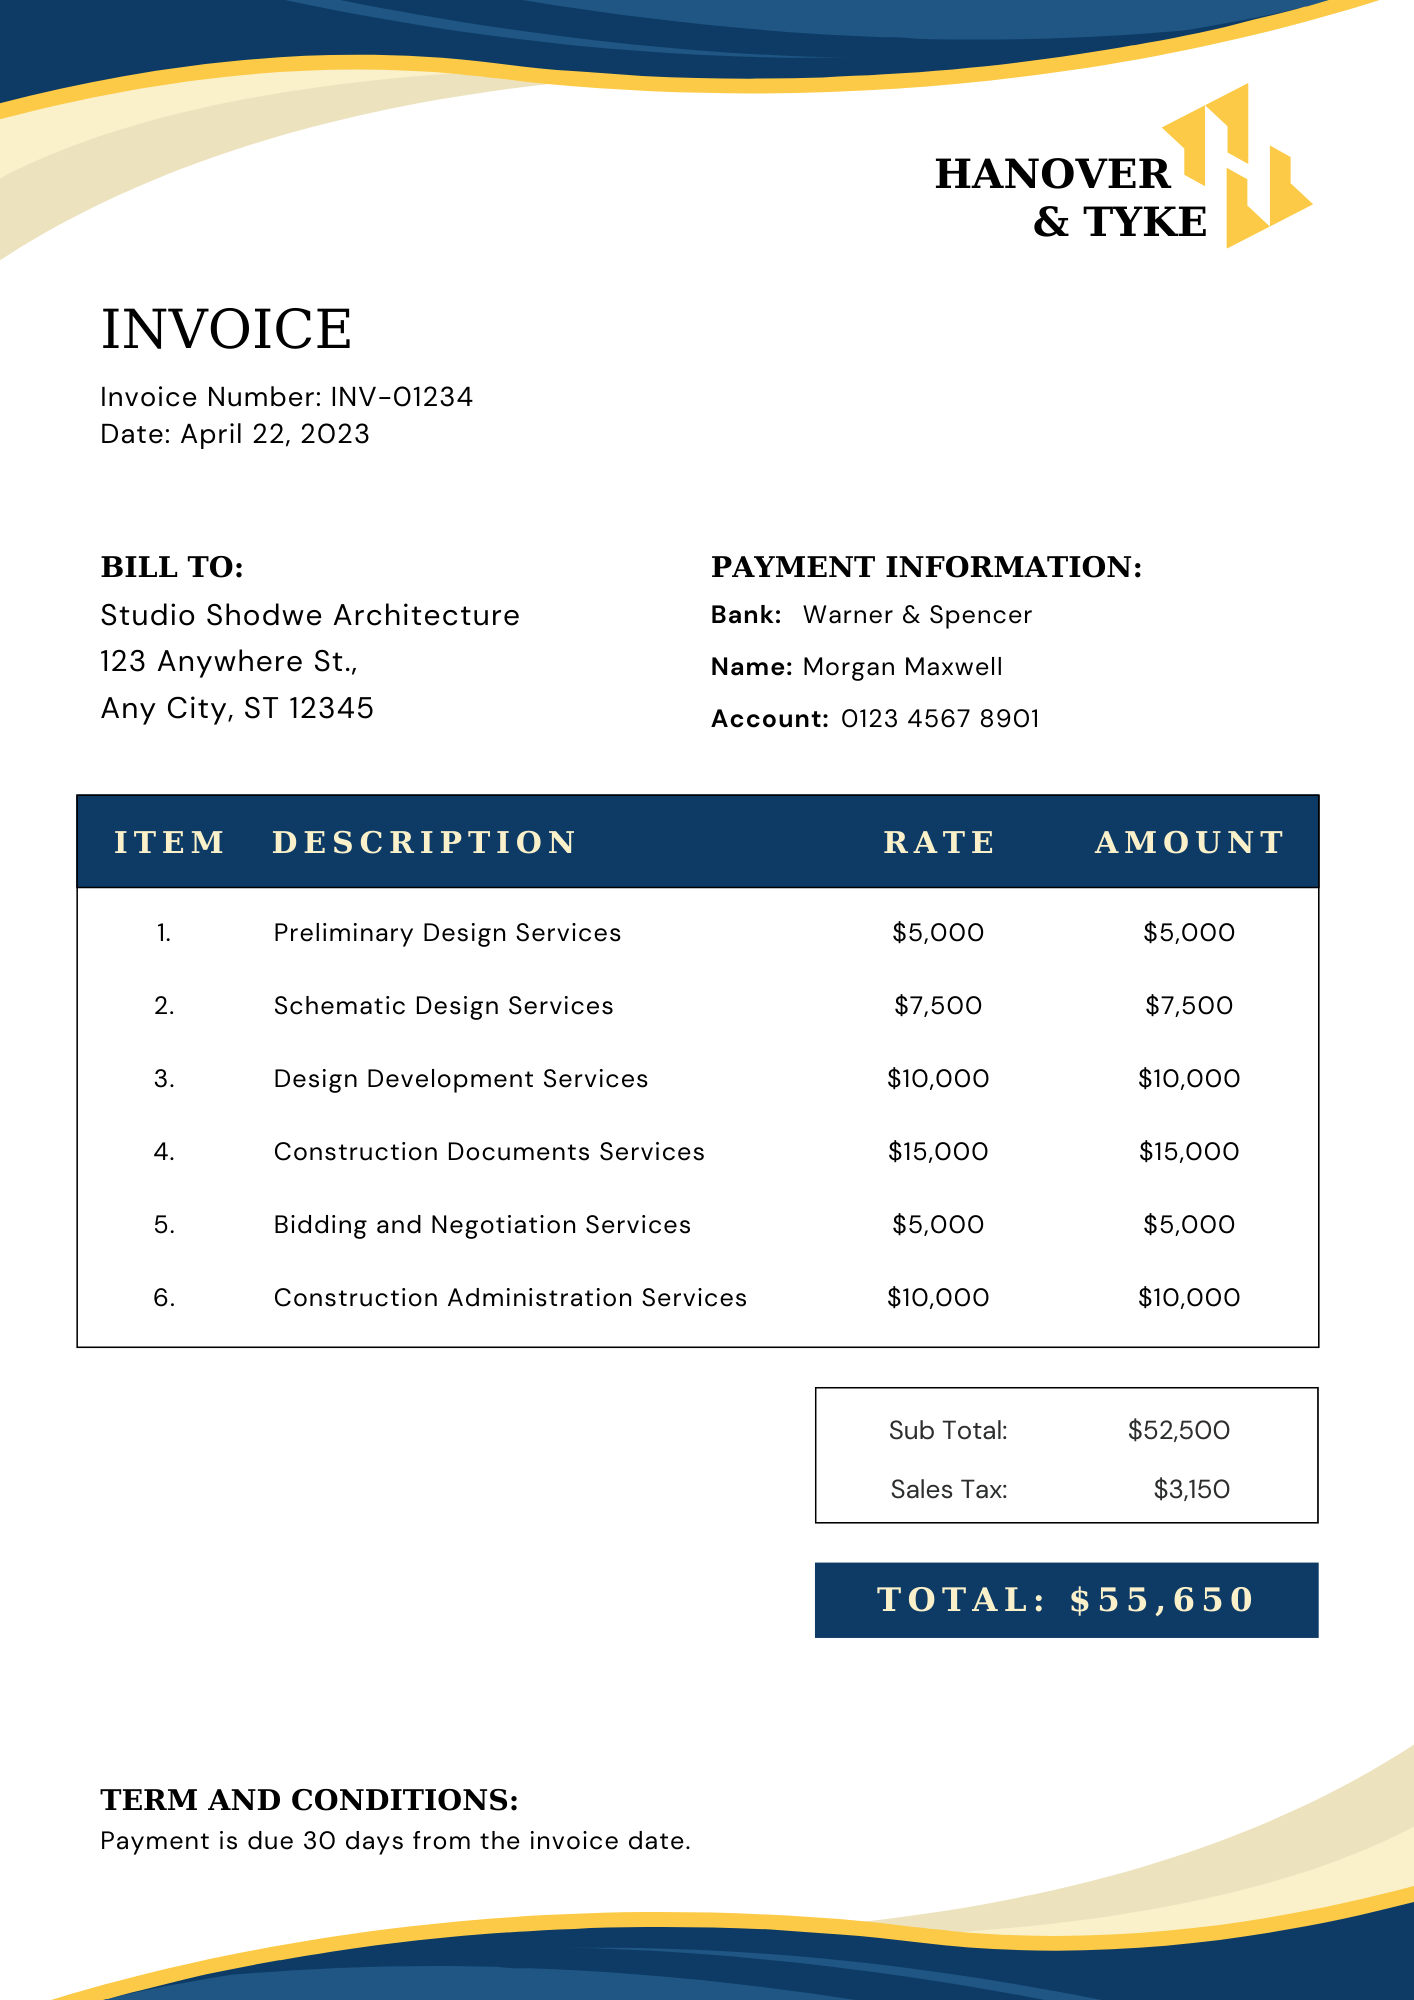 HANOVER
& TYKE
INVOICE
Invoice Number: INV-01234
Date: April 22, 2023
BILL TO:
Studio Shodwe Architecture
123 Anywhere St.,
Any City, ST 12345
PAYMENT INFORMATION:
Bank: Warner & Spencer
Name: Morgan Maxwell
Account: 0123 4567 8901
ITEM DESCRIPTION RATE AMOUNT
1. Preliminary Design Services $5,000 $5,000
2. Schematic Design Services $7,500 $7,500
3. Design Development Services $10,000 $10,000
4. Construction Documents Services $15,000 $15,000
5. Bidding and Negotiation Services $5,000 $5,000
6. Construction Administration Services $10,000 $10,000
Sub Total: $52,500
Sales Tax: $3,150
TOTAL: $55,650
TERM AND CONDITIONS:
Payment is due 30 days from the invoice date.